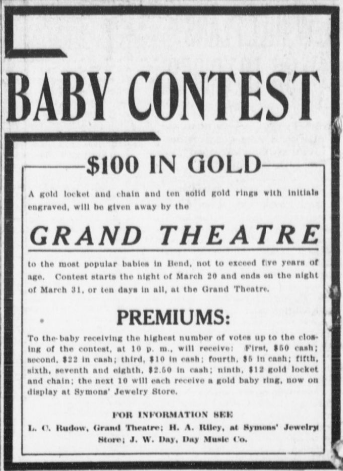 BABY CONTEST
$100 IN GOLD
A gold locket and chain and ten solid gold rings with initials
engraved, will be given away by the
GRAND THEATRE
to the most popular babies in Bend, not to exceed five years of
age. Contest starts the night of March 20 and ends on the night
of March 31, or ten days in all, at the Grand Theatre.
PREMIUMS:
To the baby receiving the highest number of votes up to the clos-
ing of the contest, at 10 p. m., will receive: First, $50 cash;
second, $22 in cash; third, $10 in cash; fourth, $5 in cash; fifth,
sixth, seventh and eighth, $2.50 in cash; ninth, $12 gold locket
and chain; the next 10 will each receive a gold baby ring, now on
display at Symons' Jewelry Store.
FOR INFORMATION SEE
L. C. Rudow, Grand Theatre; H. A. Riley, at Symons' Jewelry
Store; J. W. Day, Day Music Co.